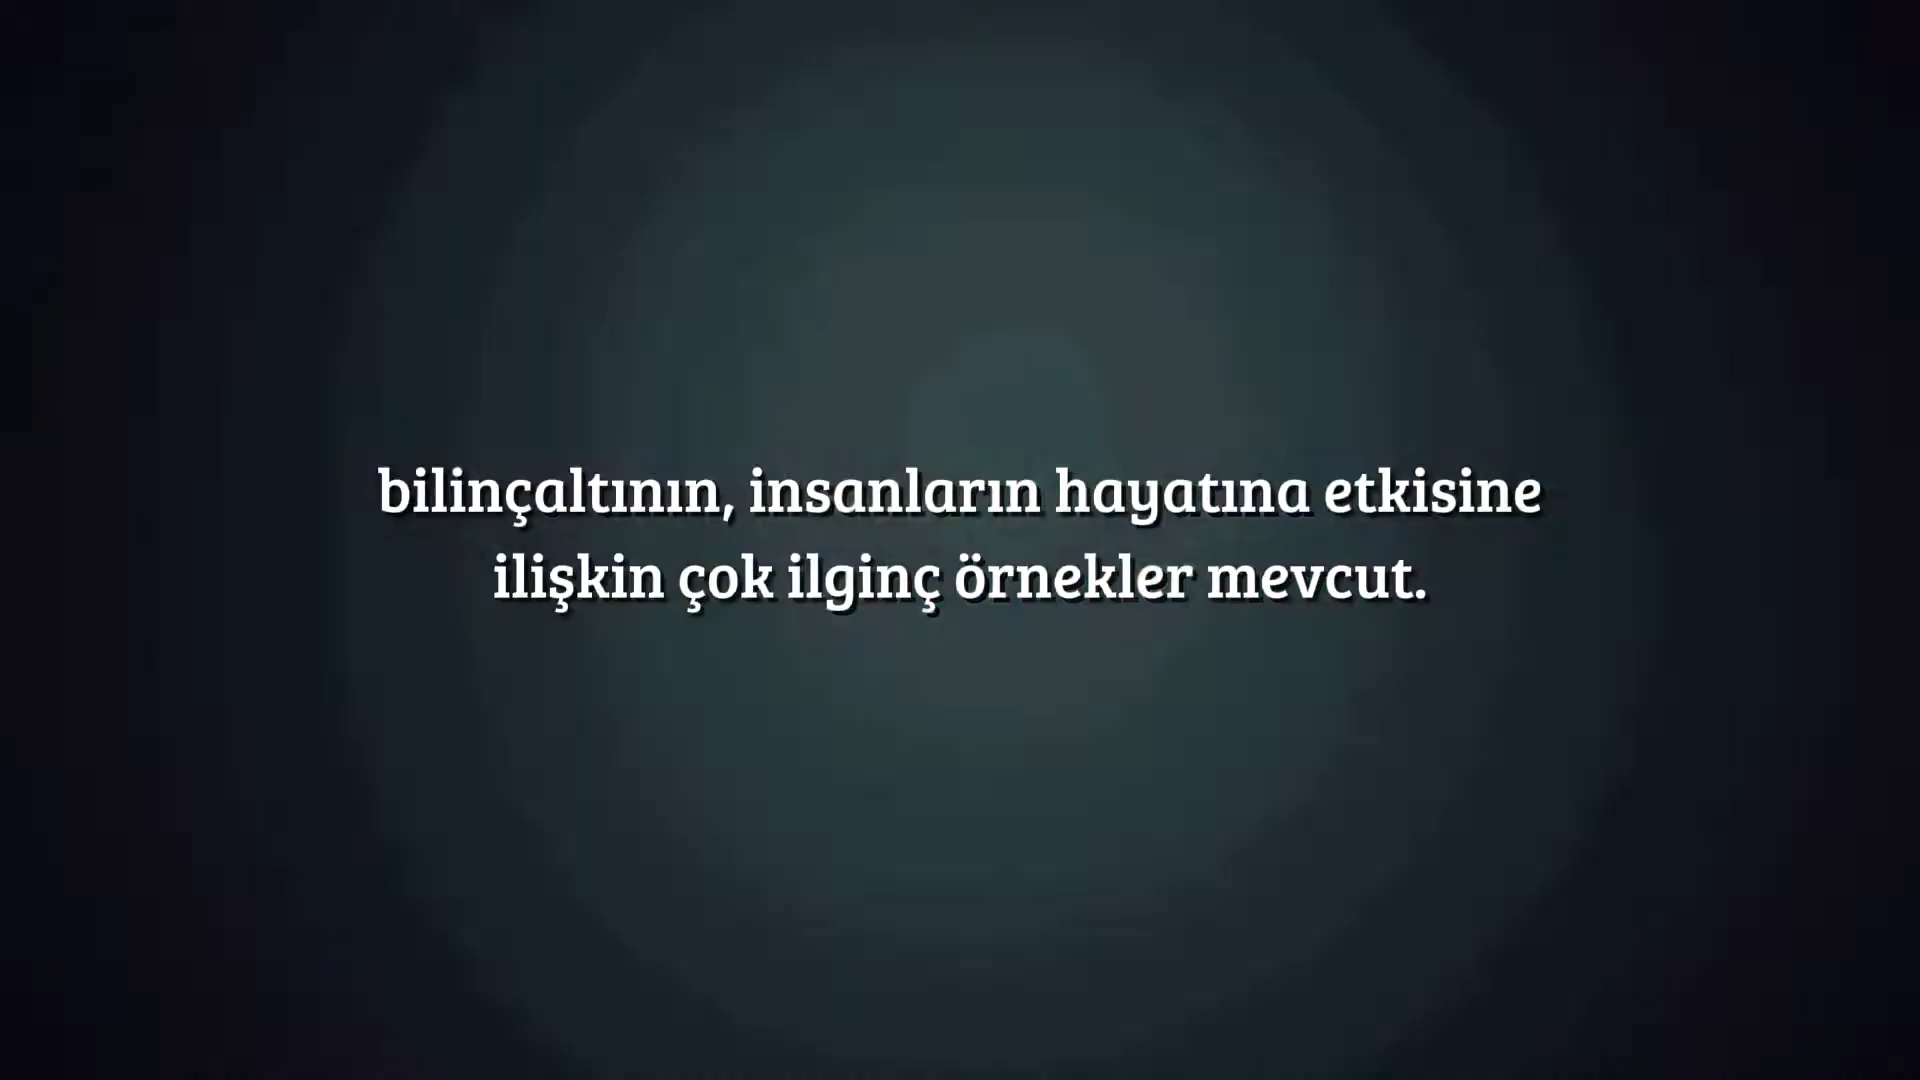 bilinçaltının, insanların hayatına etkisine
ilişkin çok ilginç örnekler mevcut.